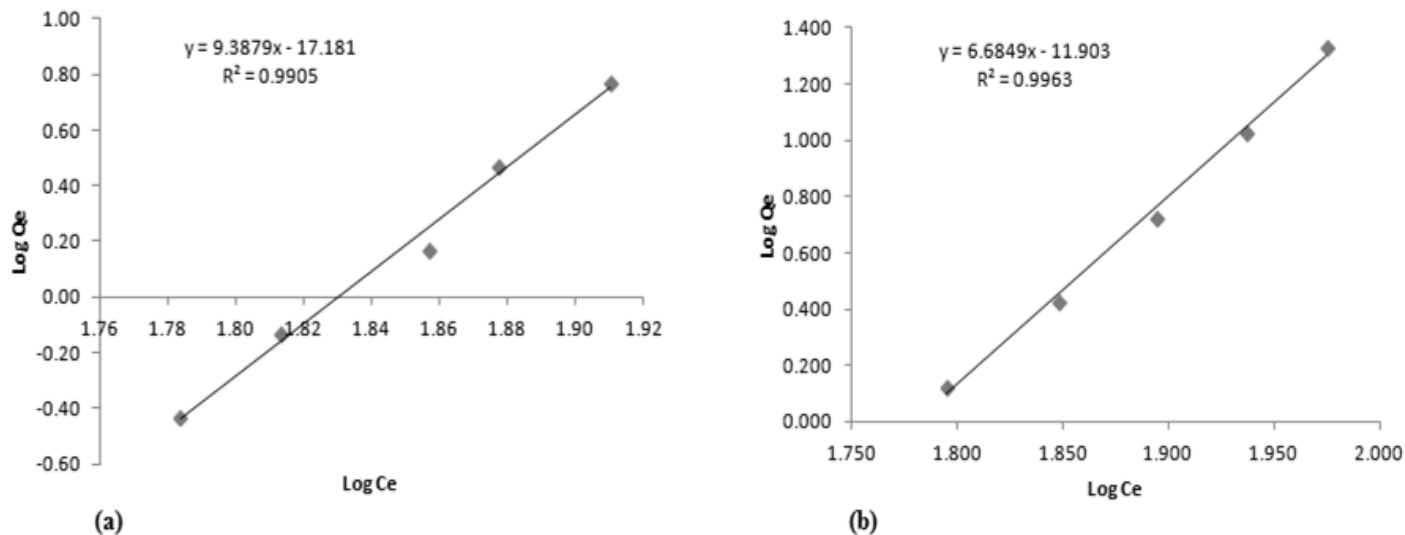 1.00
0.80
0.60
0.40
0.20
0.00
-0.20
-0.40
-0.60
y = 9.3879x - 17.181
R² = 0.9905
Log Qe
1.76 1.78 1.80 1.82 1.84 1.86 1.88 1.90 1.92
Log Ce
(a)
1.400
1.200
1.000
0.800
0.600
0.400
0.200
0.000
y = 6.6849x - 11.903
R² = 0.9963
Log Qe
1.750 1.800 1.850 1.900 1.950 2.000
Log Ce
(b)